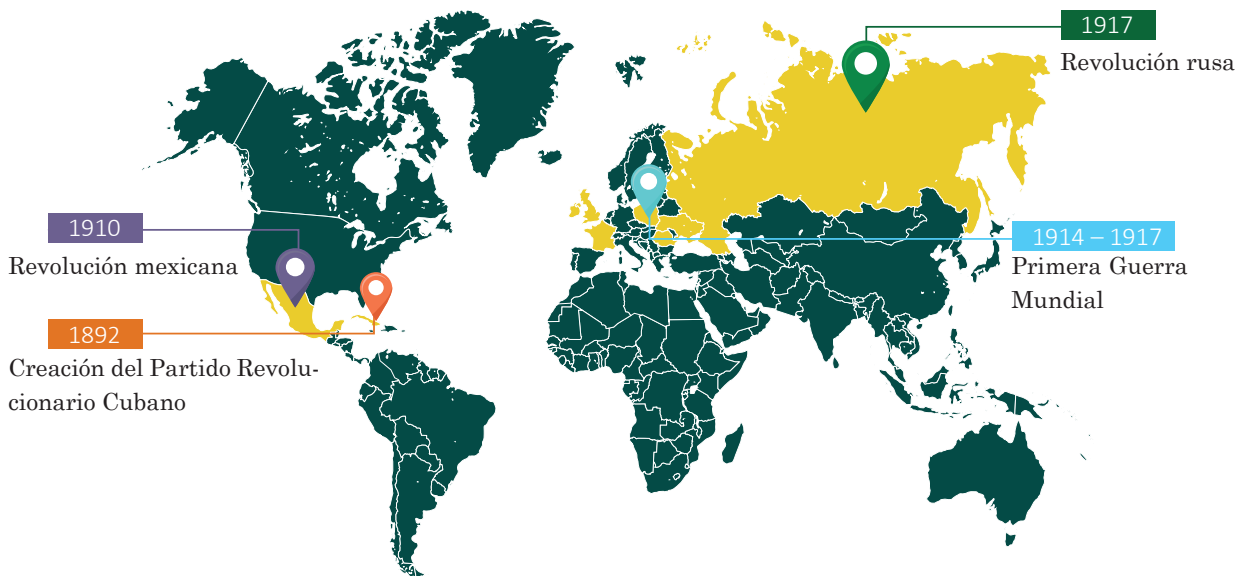 1917
Revolución rusa
1910
Revolución mexicana
1914 – 1917
Primera Guerra
Mundial
1892
Creación del Partido Revolu-
cionario Cubano